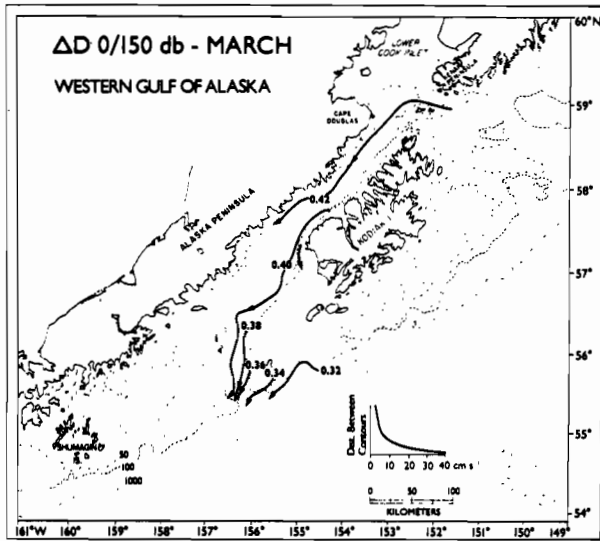 ΔD 0/150 db - MARCH
WESTERN GULF OF ALASKA
LOWER
COOK INLET
CAPE
DOUGLAS
ALASKA PENINSULA
KODIAK I
SHUMAGIN
0.42
0.40
0.38
0.36
0.34
0.32
50
100
1000
Dist. Between
Contours
0 10 20 30 40 cm s
0 50 100
KILOMETERS
60°N
59°
58°
57°
56°
55°
54°
161°W 160° 159° 158° 157° 156° 155° 154° 153° 152° 151° 150° 149°